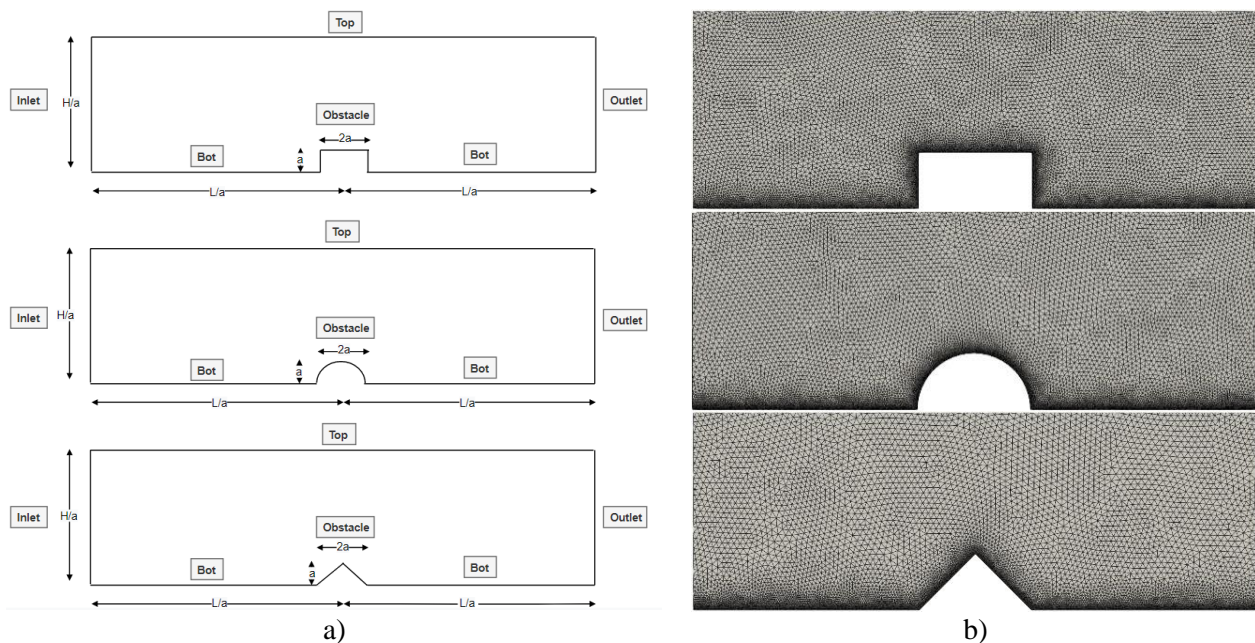 Top
Inlet
H/a
Outlet
Obstacle
2a
a
Bot
Bot
L/a
L/a
Top
Inlet
H/a
Outlet
Obstacle
2a
a
Bot
Bot
L/a
L/a
Top
Inlet
H/a
Outlet
Obstacle
2a
a
Bot
Bot
L/a
L/a
a)
b)